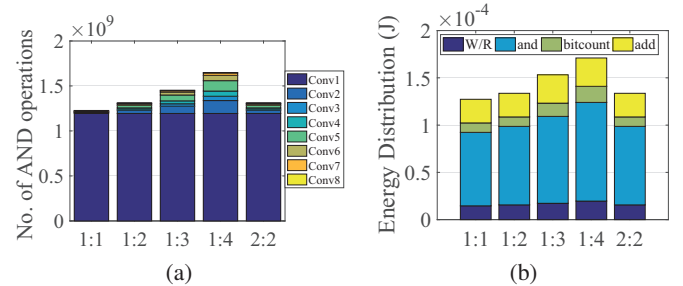 ×10^9
No. of AND operations
2
1.5
1
0.5
0
1:1 1:2 1:3 1:4 2:2
Conv1
Conv2
Conv3
Conv4
Conv5
Conv6
Conv7
Conv8
(a)
×10^-4
Energy Distribution (J)
2
1.5
1
0.5
0
W/R and bitcount add
1:1 1:2 1:3 1:4 2:2
(b)